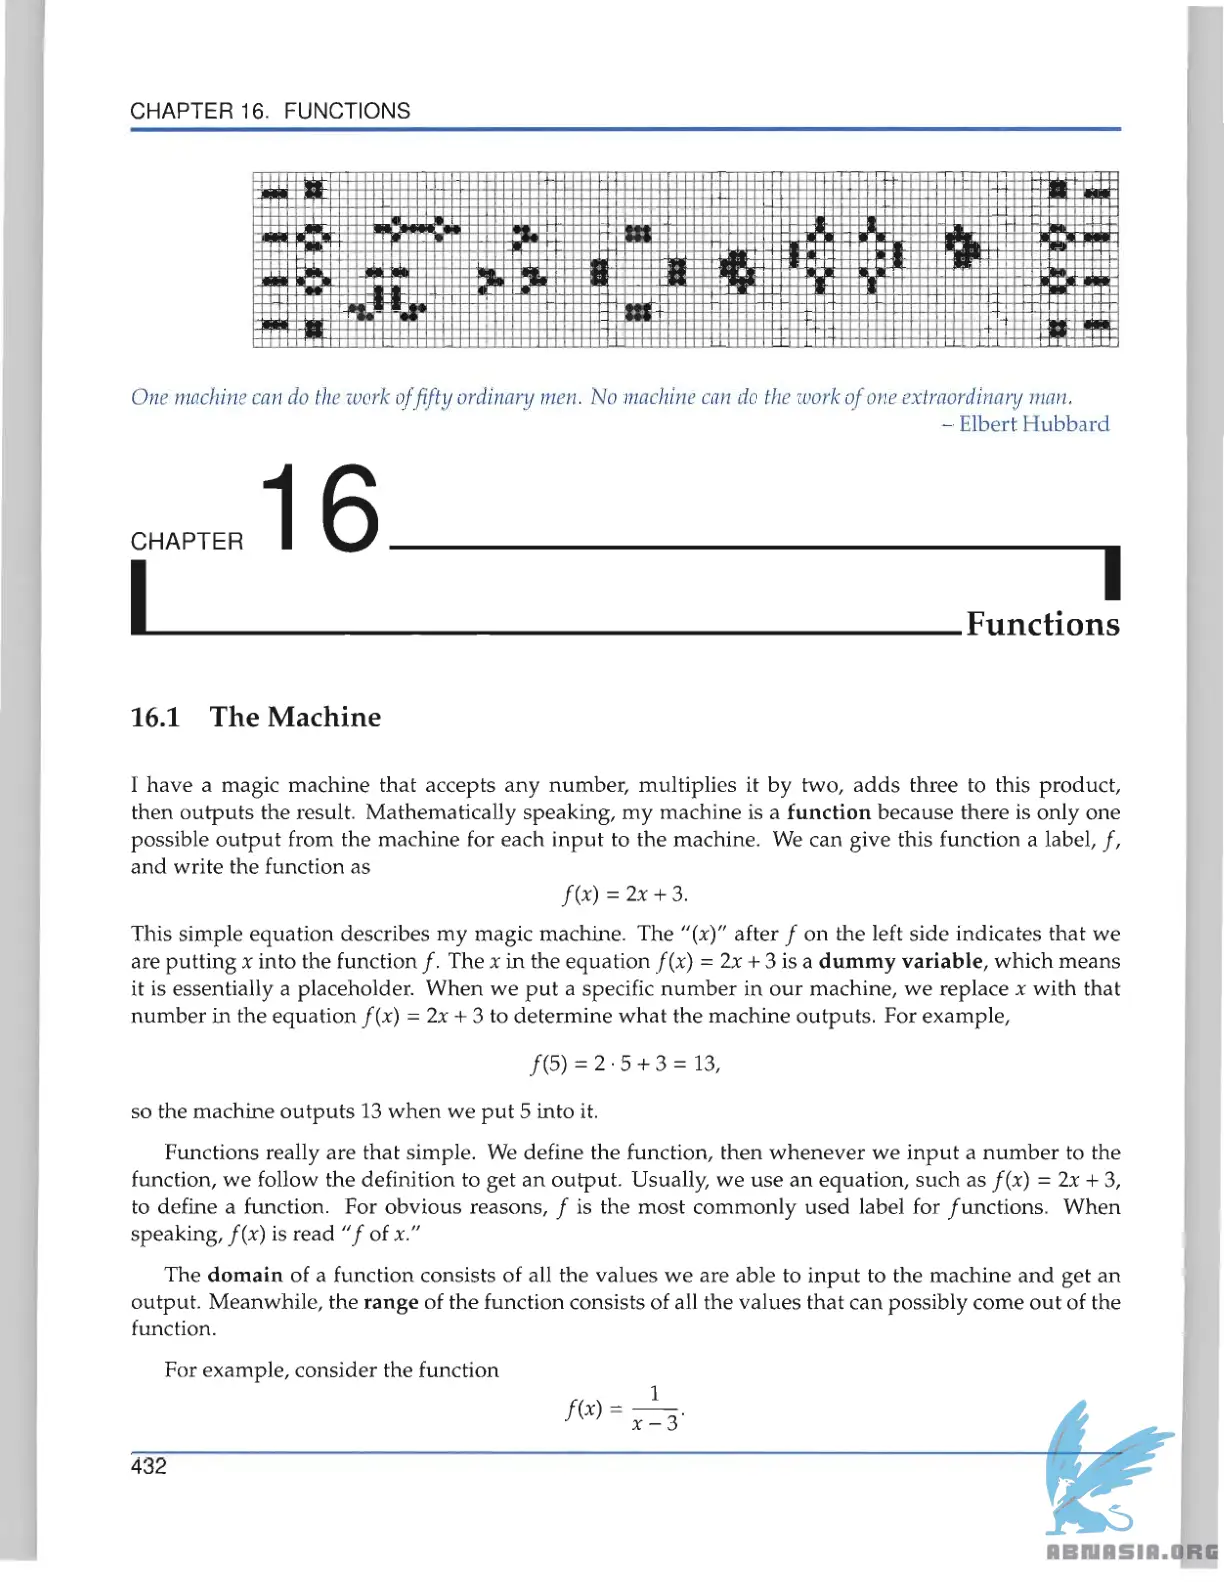 CHAPTER 16. FUNCTIONS
One machine can do the work of fifty ordinary men. No machine can do the work of one extraordinary man.
– Elbert Hubbard
CHAPTER 16
Functions
16.1 The Machine
I have a magic machine that accepts any number, multiplies it by two, adds three to this product,
then outputs the result. Mathematically speaking, my machine is a function because there is only one
possible output from the machine for each input to the machine. We can give this function a label, f,
and write the function as
f(x) = 2x + 3.
This simple equation describes my magic machine. The "(x)" after f on the left side indicates that we
are putting x into the function f. The x in the equation f(x) = 2x + 3 is a dummy variable, which means
it is essentially a placeholder. When we put a specific number in our machine, we replace x with that
number in the equation f(x) = 2x + 3 to determine what the machine outputs. For example,
f(5) = 2 · 5 + 3 = 13,
so the machine outputs 13 when we put 5 into it.
Functions really are that simple. We define the function, then whenever we input a number to the
function, we follow the definition to get an output. Usually, we use an equation, such as f(x) = 2x + 3,
to define a function. For obvious reasons, f is the most commonly used label for functions. When
speaking, f(x) is read "f of x."
The domain of a function consists of all the values we are able to input to the machine and get an
output. Meanwhile, the range of the function consists of all the values that can possibly come out of the
function.
For example, consider the function
f(x) = 1 / (x − 3).
432
ABNASIA.ORG